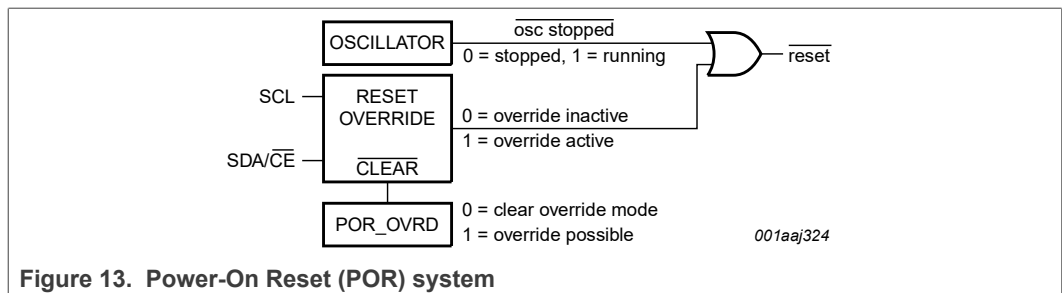 OSCILLATOR
osc stopped
0 = stopped, 1 = running
reset
SCL
RESET
OVERRIDE
0 = override inactive
1 = override active
SDA/CE
CLEAR
POR_OVRD
0 = clear override mode
1 = override possible
001aaj324
Figure 13. Power-On Reset (POR) system